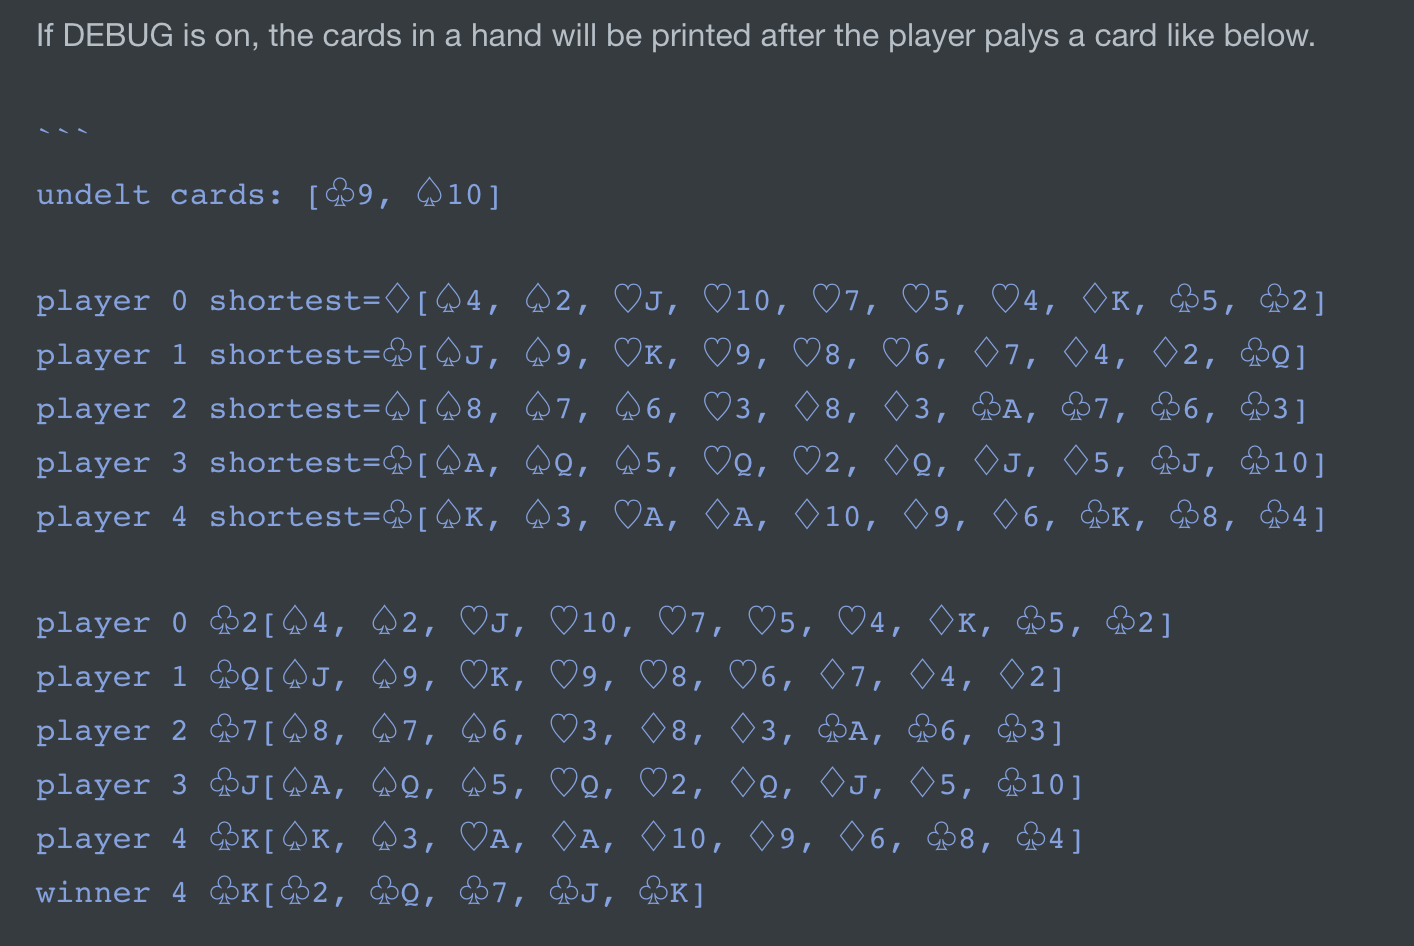 If DEBUG is on, the cards in a hand will be printed after the player palys a card like below.
```
undelt cards: [♧9, ♤10]
player 0 shortest=♢[♤4, ♤2, ♡J, ♡10, ♡7, ♡5, ♡4, ♢K, ♧5, ♧2]
player 1 shortest=♧[♤J, ♤9, ♡K, ♡9, ♡8, ♡6, ♢7, ♢4, ♢2, ♧Q]
player 2 shortest=♤[♤8, ♤7, ♤6, ♡3, ♢8, ♢3, ♧A, ♧7, ♧6, ♧3]
player 3 shortest=♧[♤A, ♤Q, ♤5, ♡Q, ♡2, ♢Q, ♢J, ♢5, ♧J, ♧10]
player 4 shortest=♧[♤K, ♤3, ♡A, ♢A, ♢10, ♢9, ♢6, ♧K, ♧8, ♧4]
player 0 ♧2[♤4, ♤2, ♡J, ♡10, ♡7, ♡5, ♡4, ♢K, ♧5, ♧2]
player 1 ♧Q[♤J, ♤9, ♡K, ♡9, ♡8, ♡6, ♢7, ♢4, ♢2]
player 2 ♧7[♤8, ♤7, ♤6, ♡3, ♢8, ♢3, ♧A, ♧6, ♧3]
player 3 ♧J[♤A, ♤Q, ♤5, ♡Q, ♡2, ♢Q, ♢J, ♢5, ♧10]
player 4 ♧K[♤K, ♤3, ♡A, ♢A, ♢10, ♢9, ♢6, ♧8, ♧4]
winner 4 ♧K[♧2, ♧Q, ♧7, ♧J, ♧K]